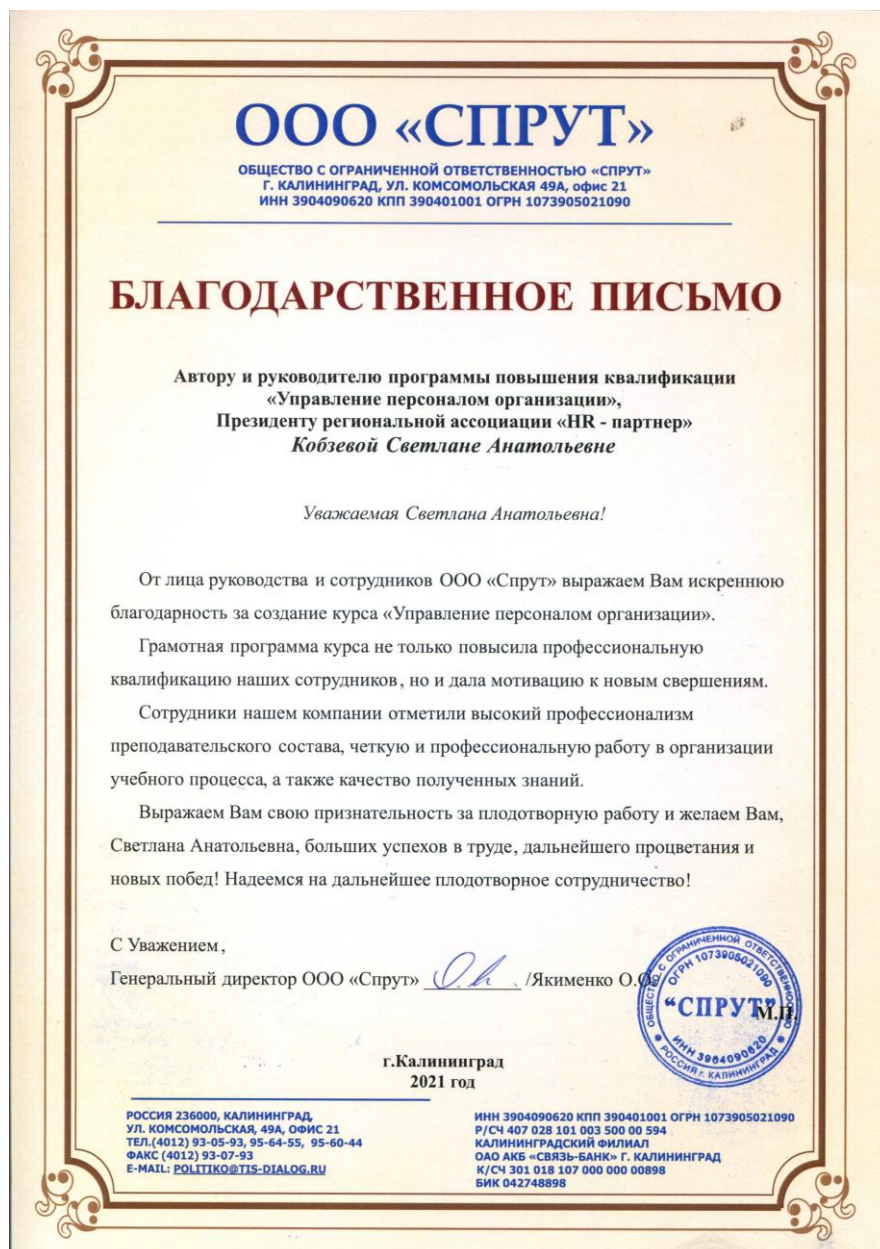 ООО «СПРУТ»
ОБЩЕСТВО С ОГРАНИЧЕННОЙ ОТВЕТСТВЕННОСТЬЮ «СПРУТ»
Г. КАЛИНИНГРАД, УЛ. КОМСОМОЛЬСКАЯ 49А, офис 21
ИНН 3904090620 КПП 390401001 ОГРН 1073905021090
БЛАГОДАРСТВЕННОЕ ПИСЬМО
Автору и руководителю программы повышения квалификации
«Управление персоналом организации»,
Президенту региональной ассоциации «HR - партнер»
Кобзевой Светлане Анатольевне
Уважаемая Светлана Анатольевна!
От лица руководства и сотрудников ООО «Спрут» выражаем Вам искреннюю
благодарность за создание курса «Управление персоналом организации».
Грамотная программа курса не только повысила профессиональную
квалификацию наших сотрудников, но и дала мотивацию к новым свершениям.
Сотрудники нашем компании отметили высокий профессионализм
преподавательского состава, четкую и профессиональную работу в организации
учебного процесса, а также качество полученных знаний.
Выражаем Вам свою признательность за плодотворную работу и желаем Вам,
Светлана Анатольевна, больших успехов в труде, дальнейшего процветания и
новых побед! Надеемся на дальнейшее плодотворное сотрудничество!
С Уважением,
Генеральный директор ООО «Спрут» /Якименко О.О.
ОБЩЕСТВО С ОГРАНИЧЕННОЙ ОТВЕТСТВЕННОСТЬЮ
ОГРН 1073905021090
"СПРУТ"
М.П.
ИНН 3904090620
РОССИЯ г. КАЛИНИНГРАД
г.Калининград
2021 год
РОССИЯ 236000, КАЛИНИНГРАД,
УЛ. КОМСОМОЛЬСКАЯ, 49А, ОФИС 21
ТЕЛ.(4012) 93-05-93, 95-64-55, 95-60-44
ФАКС (4012) 93-07-93
E-MAIL: POLITIKO@TIS-DIALOG.RU
ИНН 3904090620 КПП 390401001 ОГРН 1073905021090
Р/СЧ 407 028 101 003 500 00 594
КАЛИНИНГРАДСКИЙ ФИЛИАЛ
ОАО АКБ «СВЯЗЬ-БАНК» Г. КАЛИНИНГРАД
К/СЧ 301 018 107 000 000 00898
БИК 042748898